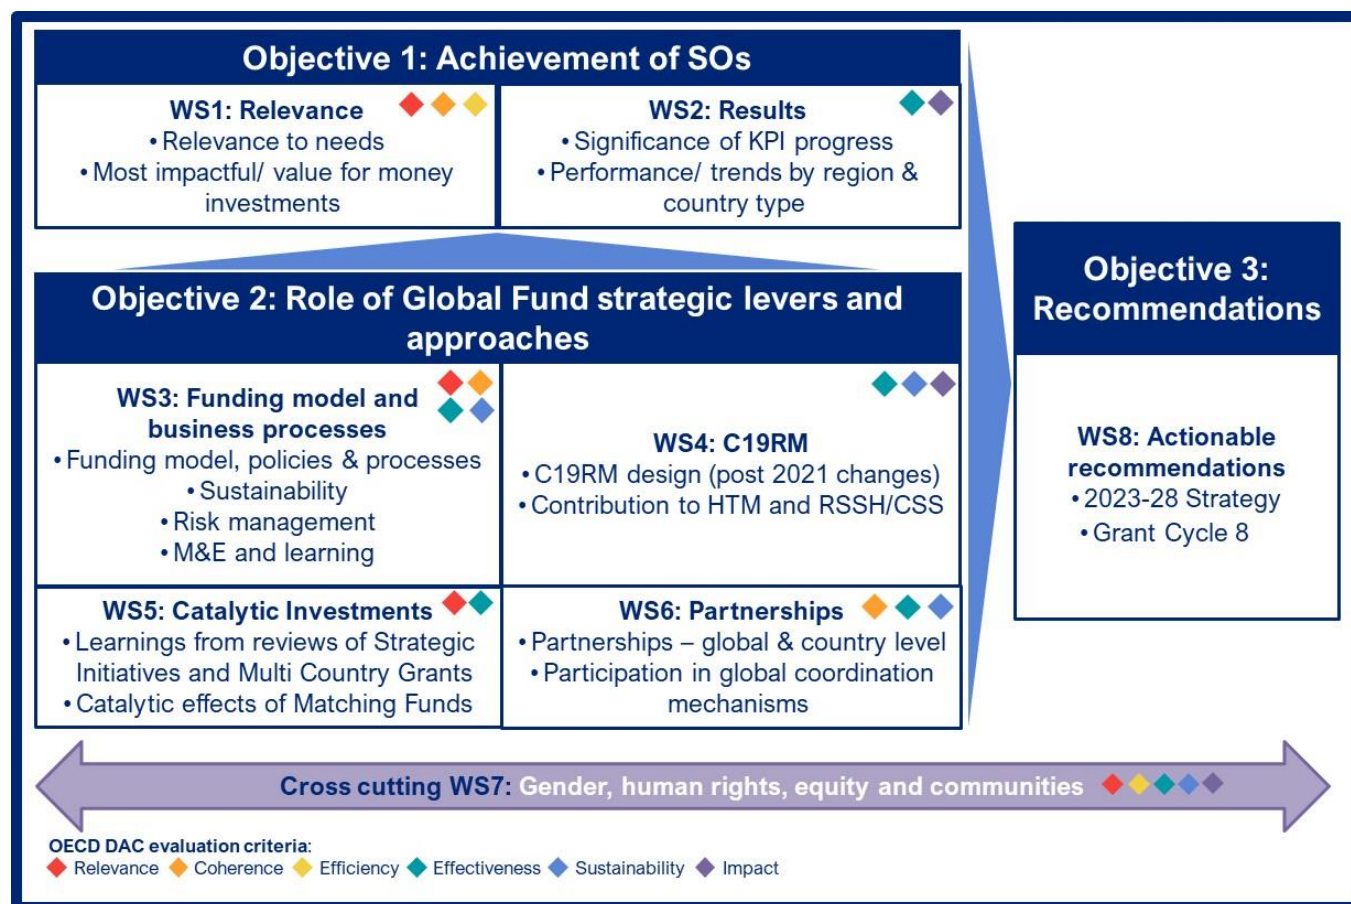 Objective 1: Achievement of SOs
WS1: Relevance
• Relevance to needs
• Most impactful/ value for money
investments
WS2: Results
• Significance of KPI progress
• Performance/ trends by region &
country type
Objective 2: Role of Global Fund strategic levers and
approaches
WS3: Funding model and
business processes
• Funding model, policies & processes
• Sustainability
• Risk management
• M&E and learning
WS4: C19RM
• C19RM design (post 2021 changes)
• Contribution to HTM and RSSH/CSS
WS5: Catalytic Investments
• Learnings from reviews of Strategic
Initiatives and Multi Country Grants
• Catalytic effects of Matching Funds
WS6: Partnerships
• Partnerships – global & country level
• Participation in global coordination
mechanisms
Objective 3:
Recommendations
WS8: Actionable
recommendations
• 2023-28 Strategy
• Grant Cycle 8
Cross cutting WS7: Gender, human rights, equity and communities
OECD DAC evaluation criteria:
Relevance Coherence Efficiency Effectiveness Sustainability Impact